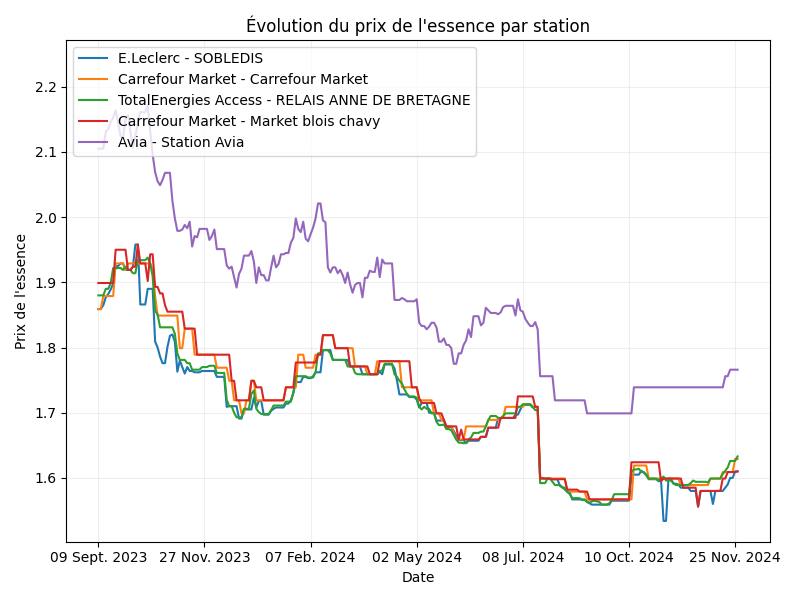 Évolution du prix de l'essence par station
E.Leclerc - SOBLEDIS
Carrefour Market - Carrefour Market
TotalEnergies Access - RELAIS ANNE DE BRETAGNE
Carrefour Market - Market blois chavy
Avia - Station Avia
Prix de l'essence
2.2
2.1
2.0
1.9
1.8
1.7
1.6
09 Sept. 2023 27 Nov. 2023 07 Feb. 2024 02 May 2024 08 Jul. 2024 10 Oct. 2024 25 Nov. 2024
Date